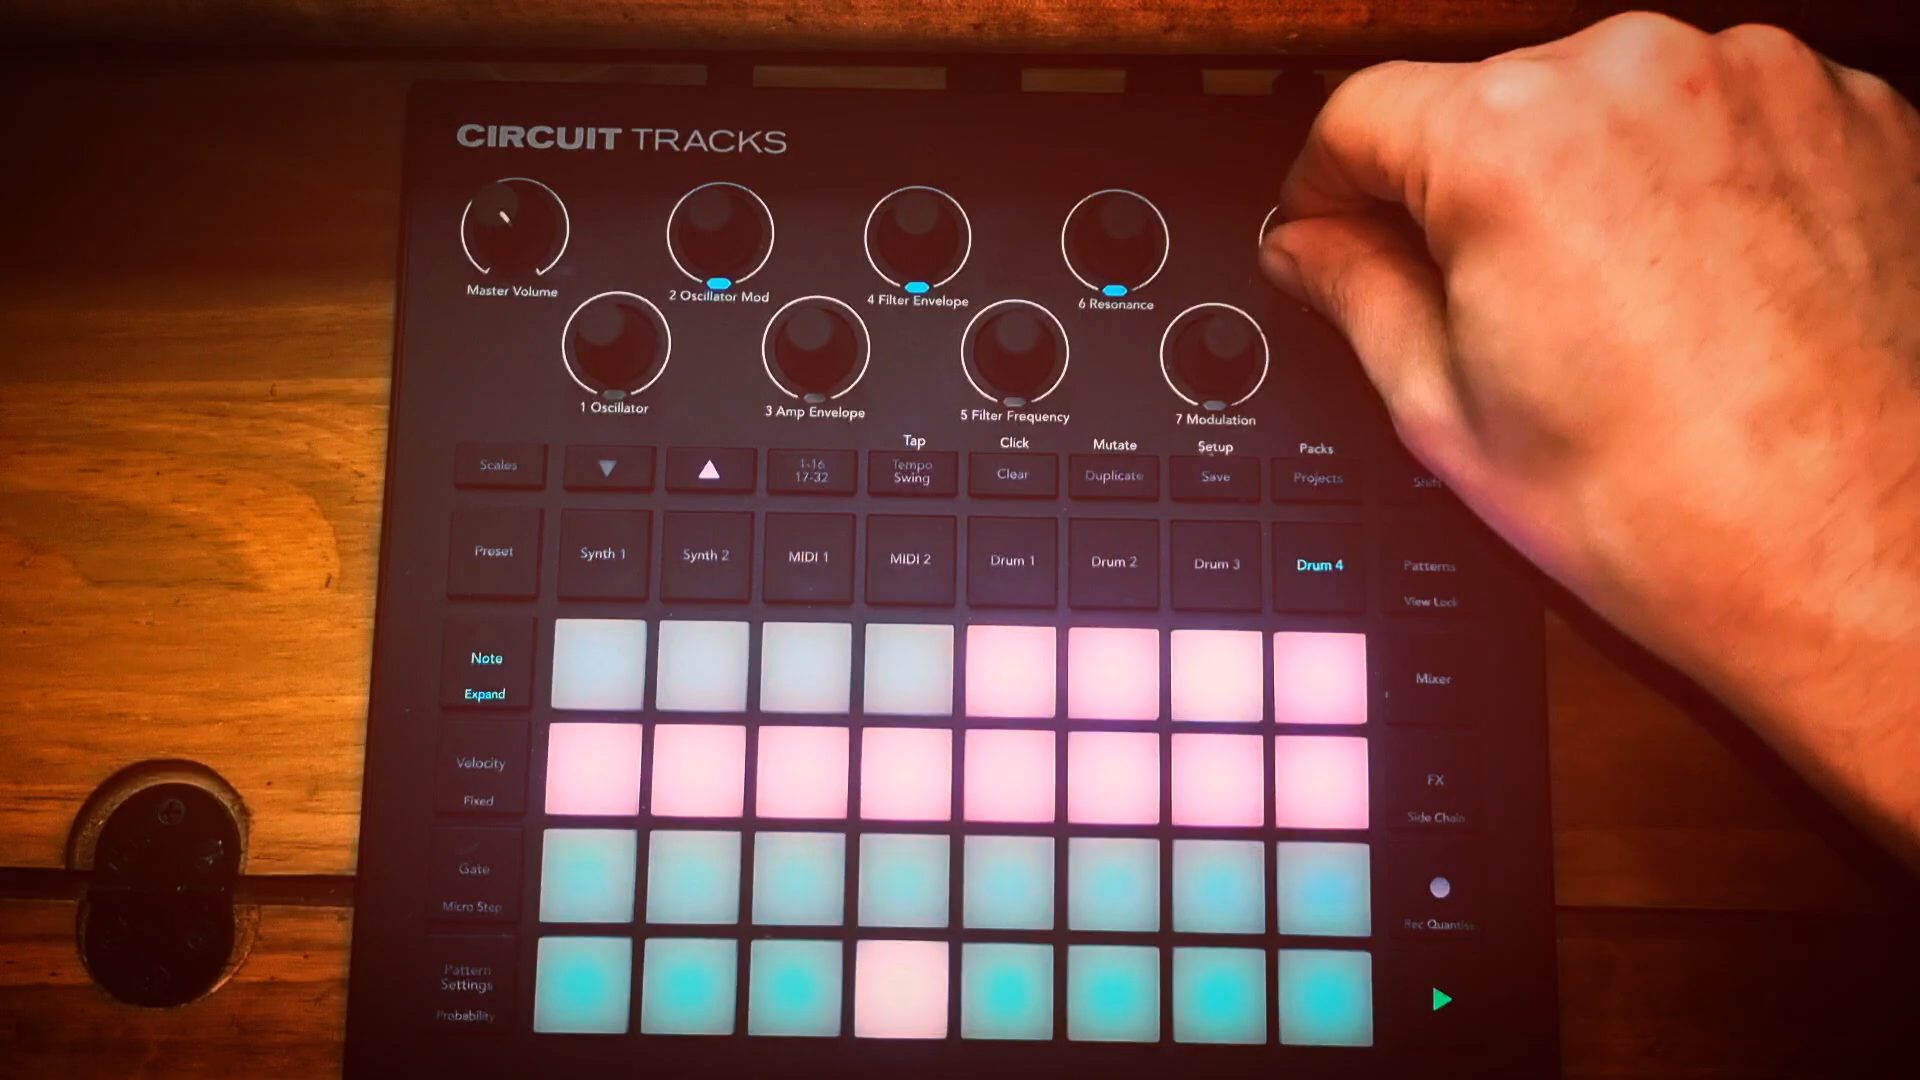 CIRCUIT TRACKS
Master Volume
2 Oscillator Mod
4 Filter Envelope
6 Resonance
1 Oscillator
3 Amp Envelope
5 Filter Frequency
7 Modulation
Tap
Click
Mutate
Setup
Packs
Scales
1-16
17-32
Tempo
Swing
Clear
Duplicate
Save
Projects
Shift
Preset
Synth 1
Synth 2
MIDI 1
MIDI 2
Drum 1
Drum 2
Drum 3
Drum 4
Patterns
View Lock
Note
Expand
Mixer
Velocity
Fixed
FX
Side Chain
Gate
Micro Step
Rec Quantise
Pattern
Settings
Probability